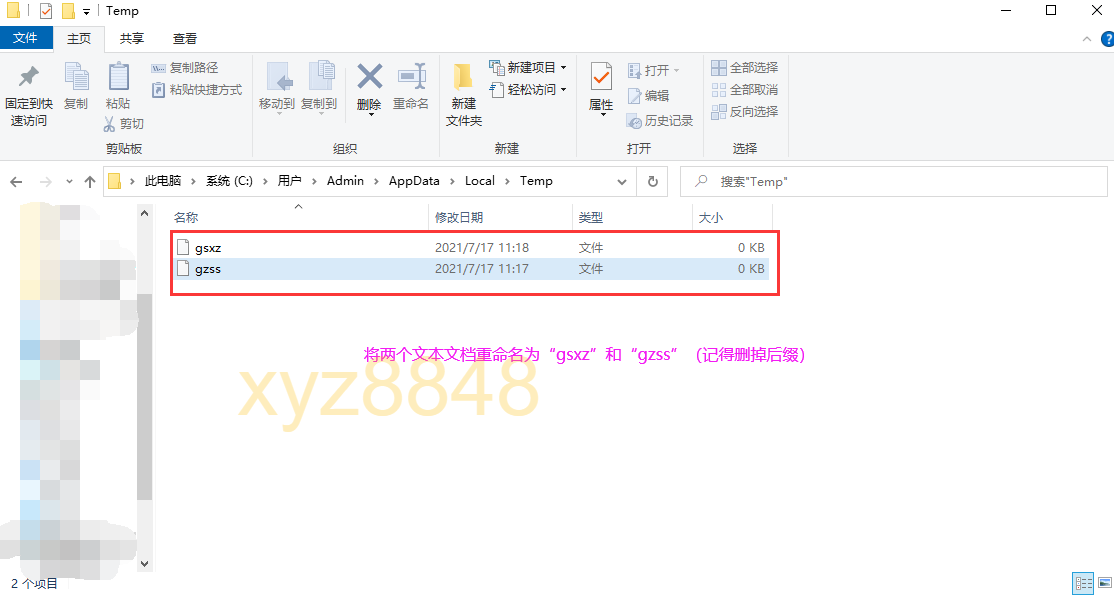 Temp
文件 主页 共享 查看
固定到快速访问 复制 粘贴 复制路径 粘贴快捷方式 剪切
移动到 复制到 删除 重命名
新建文件夹 新建项目 轻松访问
属性 打开 编辑 历史记录
全部选择 全部取消 反向选择
剪贴板 组织 新建 打开 选择
此电脑 系统 (C:) 用户 Admin AppData Local Temp 搜索"Temp"
名称 修改日期 类型 大小
gsxz 2021/7/17 11:18 文件 0 KB
gzss 2021/7/17 11:17 文件 0 KB
将两个文本文档重命名为“gsxz”和“gzss”（记得删掉后缀）
xyz8848
2 个项目